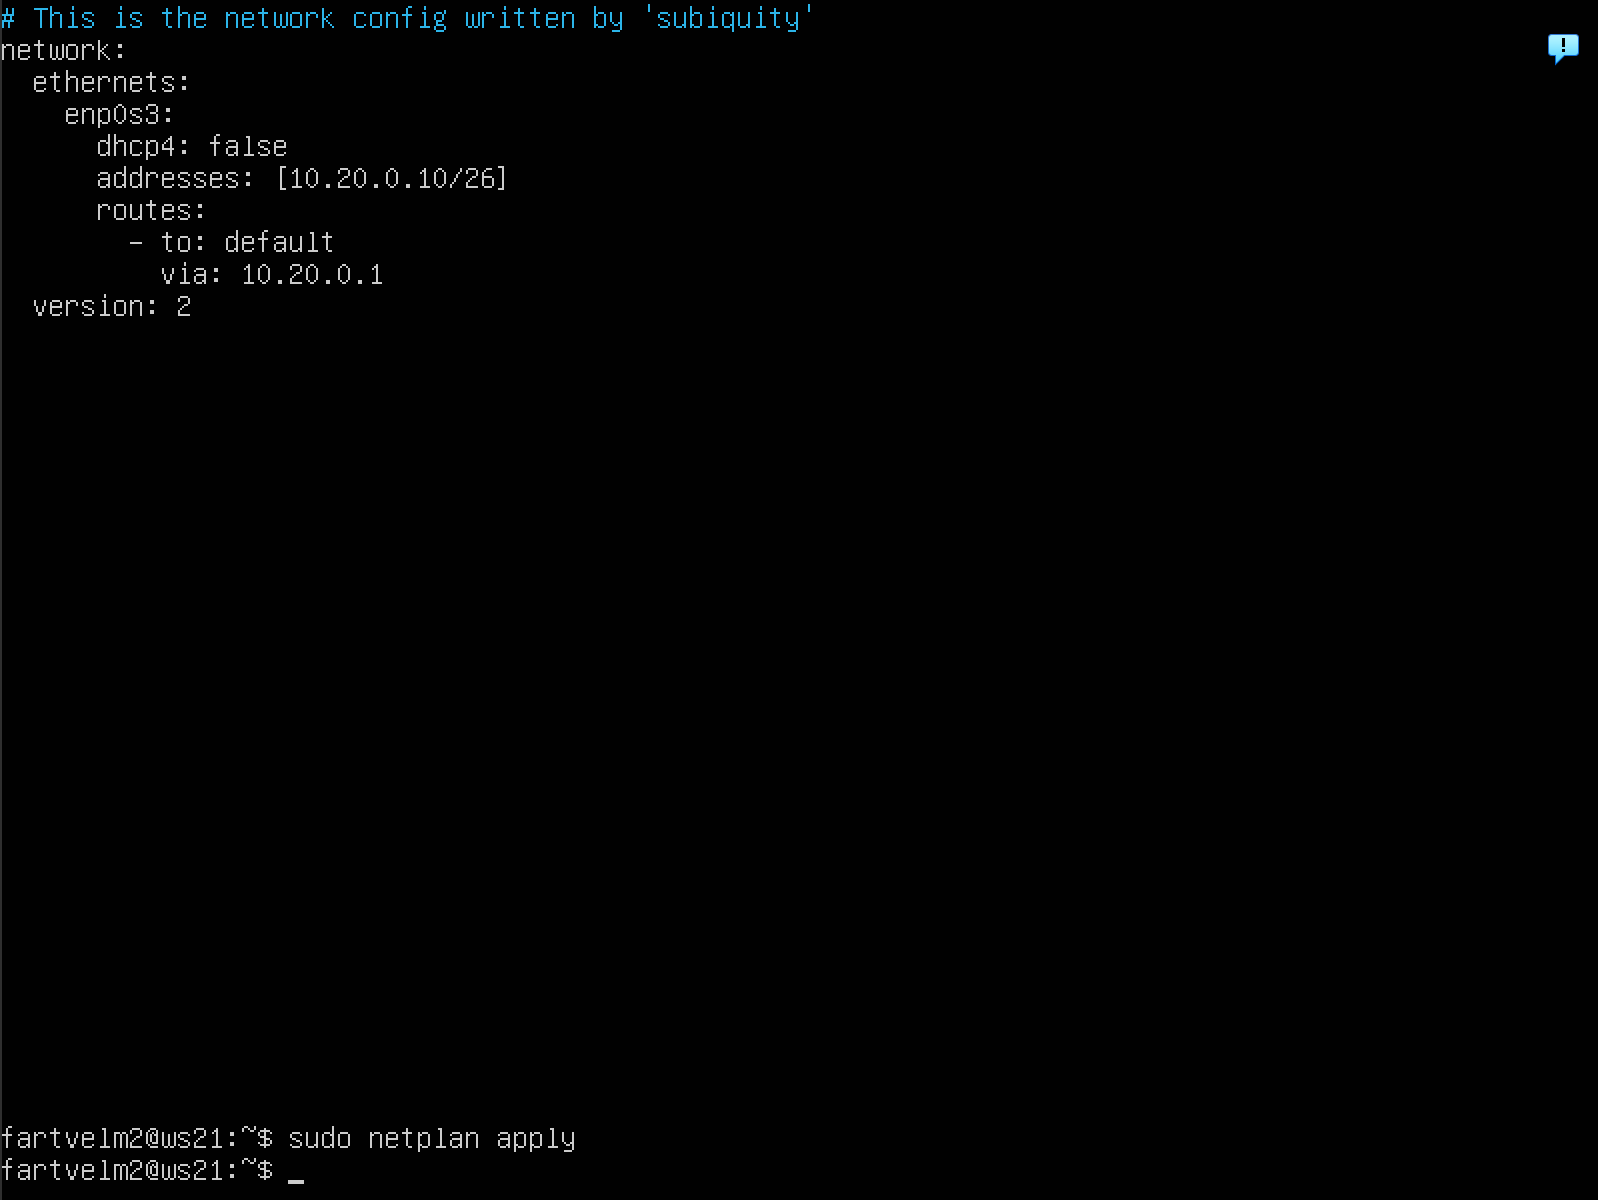 # This is the network config written by 'subiquity'
network:
  ethernets:
    enp0s3:
      dhcp4: false
      addresses: [10.20.0.10/26]
      routes:
        - to: default
          via: 10.20.0.1
  version: 2
fartvelm2@ws21:~$ sudo netplan apply
fartvelm2@ws21:~$ _